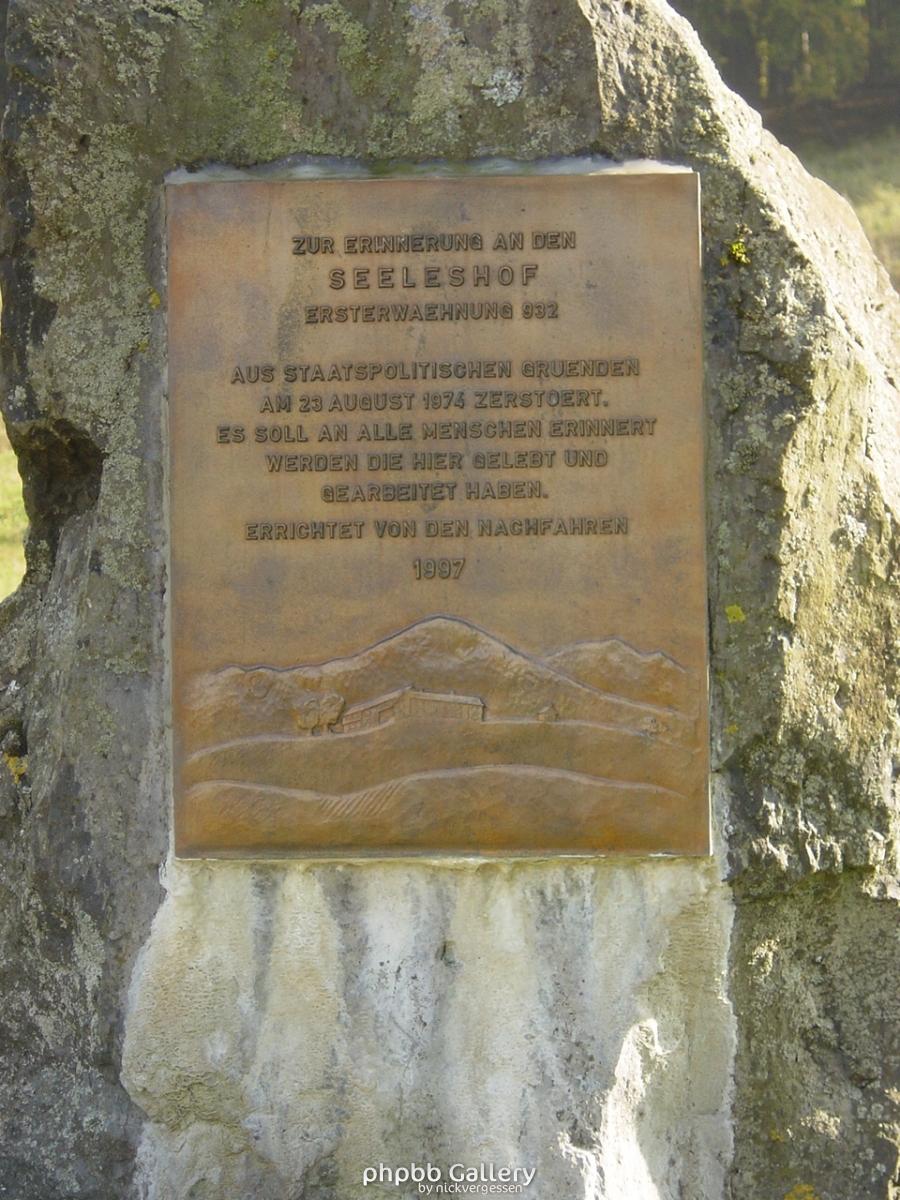 ZUR ERINNERUNG AN DEN
SEELESHOF
ERSTERWAEHNUNG 932
AUS STAATSPOLITISCHEN GRUENDEN
AM 23 AUGUST 1974 ZERSTOERT.
ES SOLL AN ALLE MENSCHEN ERINNERT
WERDEN DIE HIER GELEBT UND
GEARBEITET HABEN.
ERRICHTET VON DEN NACHFAHREN
1997
phpbb Gallery
by nickvergessen